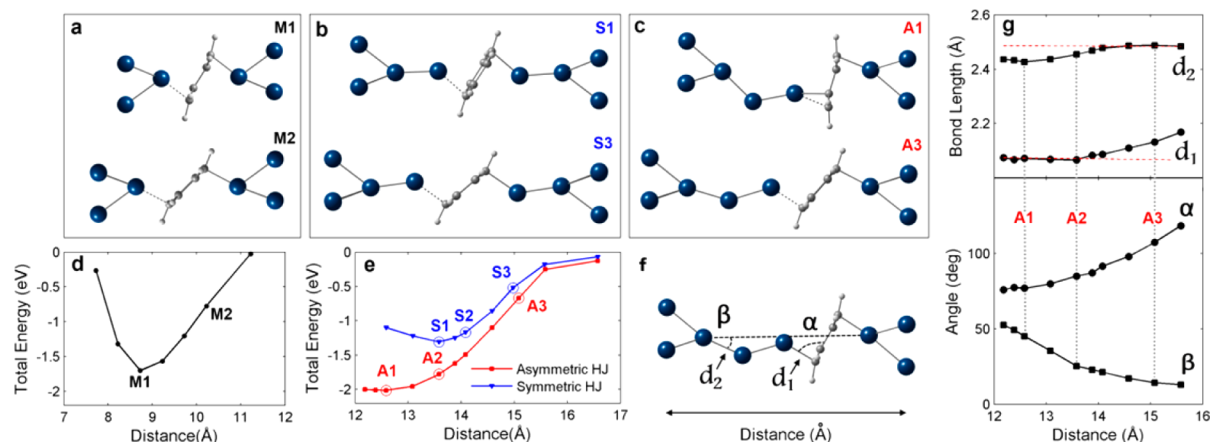 a
M1
M2
b
S1
S3
c
A1
A3
d
Total Energy (eV)
0
-0.5
-1
-1.5
-2
M1
M2
7
8
9
10
11
12
Distance(Å)
e
Total Energy (eV)
0
-0.5
-1
-1.5
-2
S1
S2
S3
A1
A2
A3
Asymmetric HJ
Symmetric HJ
12
13
14
15
16
17
Distance(Å)
f
β
α
d2
d1
Distance (Å)
g
Bond Length (Å)
2.6
2.2
d2
d1
A1
A2
A3
Angle (deg)
100
50
0
α
β
12
13
14
15
16
Distance (Å)